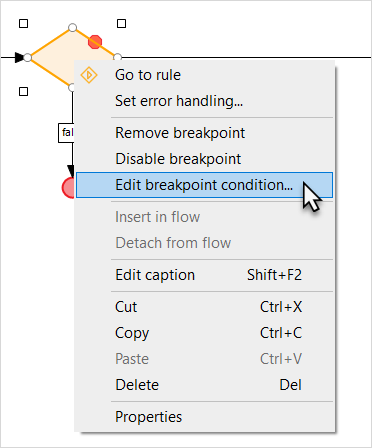 Go to rule
Set error handling...
Remove breakpoint
Disable breakpoint
fal
Edit breakpoint condition...
Insert in flow
Detach from flow
Edit caption Shift+F2
Cut Ctrl+X
Copy Ctrl+C
Paste Ctrl+V
Delete Del
Properties